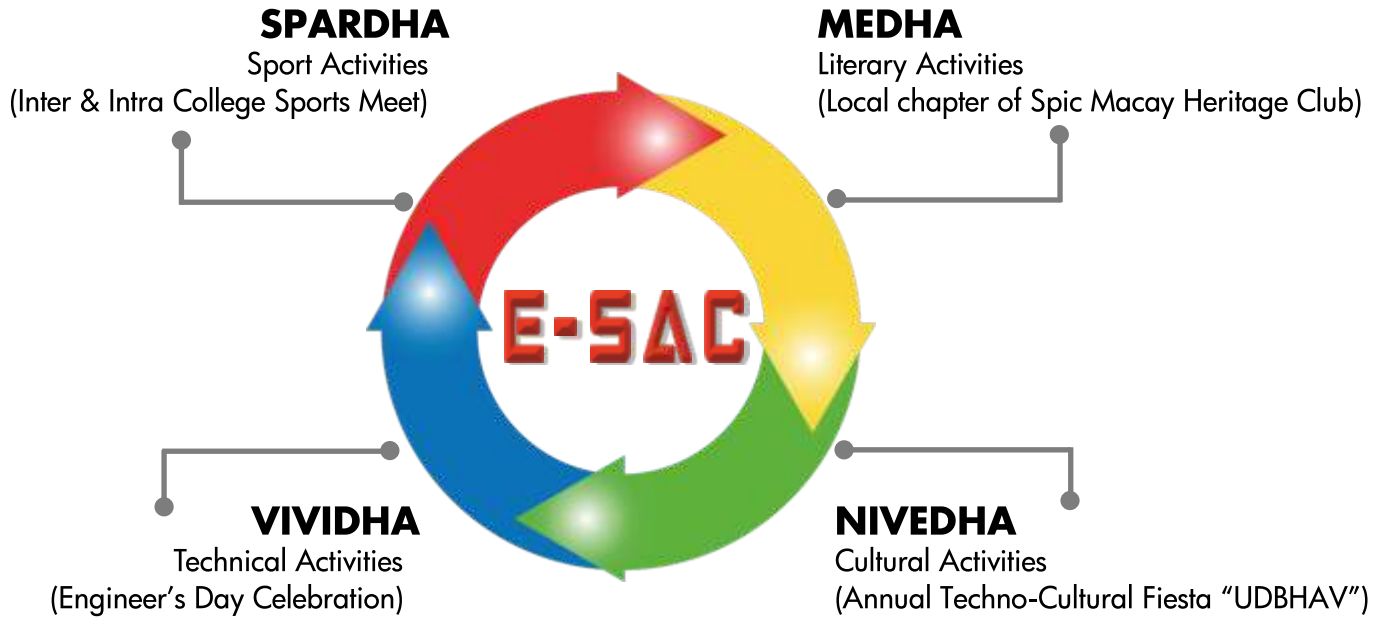 SPARDHA
Sport Activities
(Inter & Intra College Sports Meet)
MEDHA
Literary Activities
(Local chapter of Spic Macay Heritage Club)
E-SAC
VIVIDHA
Technical Activities
(Engineer’s Day Celebration)
NIVEDHA
Cultural Activities
(Annual Techno-Cultural Fiesta “UDBHAV”)